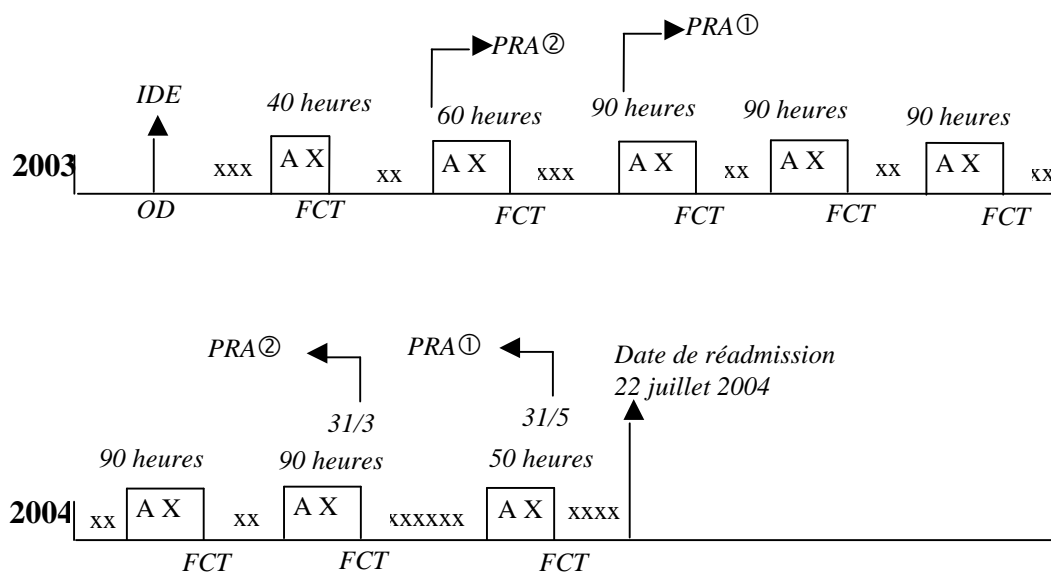 PRA② PRA①
IDE 40 heures 60 heures 90 heures 90 heures 90 heures
2003 xxx A X xx A X xxx A X xx A X xx A X xx
OD FCT FCT FCT FCT FCT
PRA② PRA① Date de réadmission
22 juillet 2004
31/3 31/5
90 heures 90 heures 50 heures
2004 xx A X xx A X xxxxxx A X xxxx
FCT FCT FCT